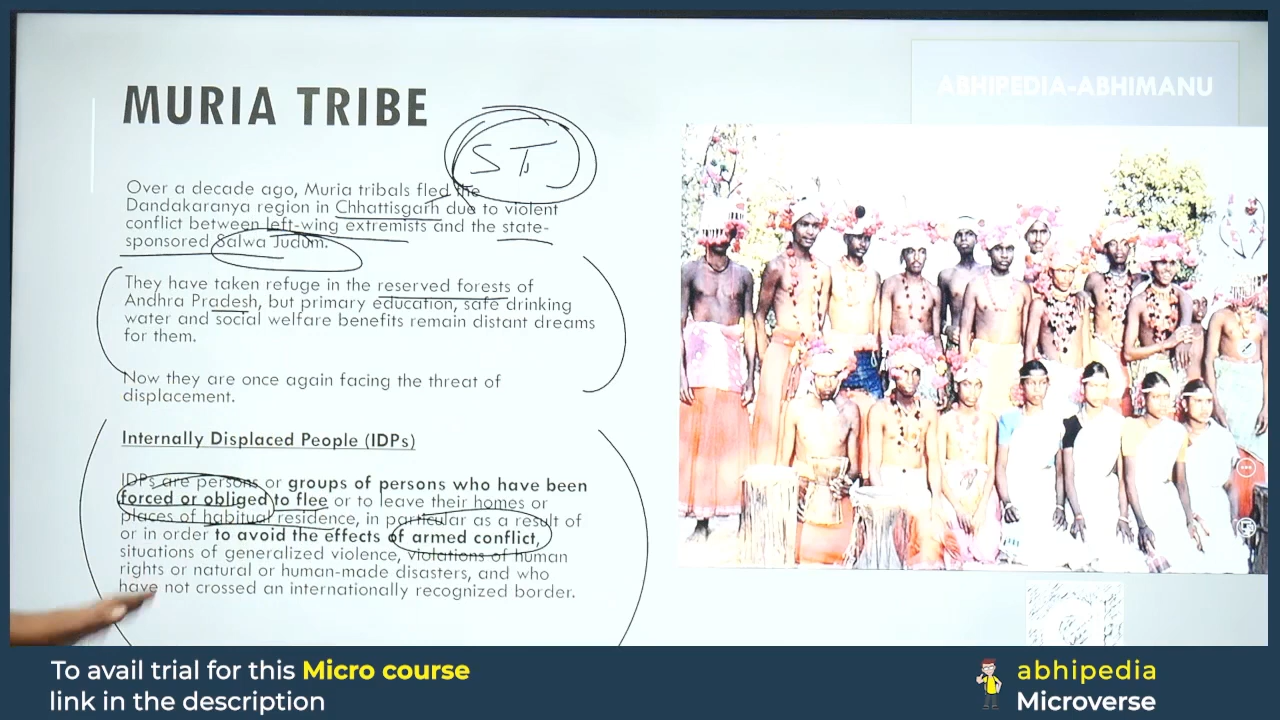 ABHIPEDIA-ABHIMANU
MURIA TRIBE
ST
Over a decade ago, Muria tribals fled the
Dandakaranya region in Chhattisgarh due to violent
conflict between left-wing extremists and the state-
sponsored Salwa Judum.
They have taken refuge in the reserved forests of
Andhra Pradesh, but primary education, safe drinking
water and social welfare benefits remain distant dreams
for them.
Now they are once again facing the threat of
displacement.
Internally Displaced People (IDPs)
IDPs are persons or groups of persons who have been
forced or obliged to flee or to leave their homes or
places of habitual residence, in particular as a result of
or in order to avoid the effects of armed conflict,
situations of generalized violence, violations of human
rights or natural or human-made disasters, and who
have not crossed an internationally recognized border.
To avail trial for this Micro course
link in the description
abhipedia
Microverse